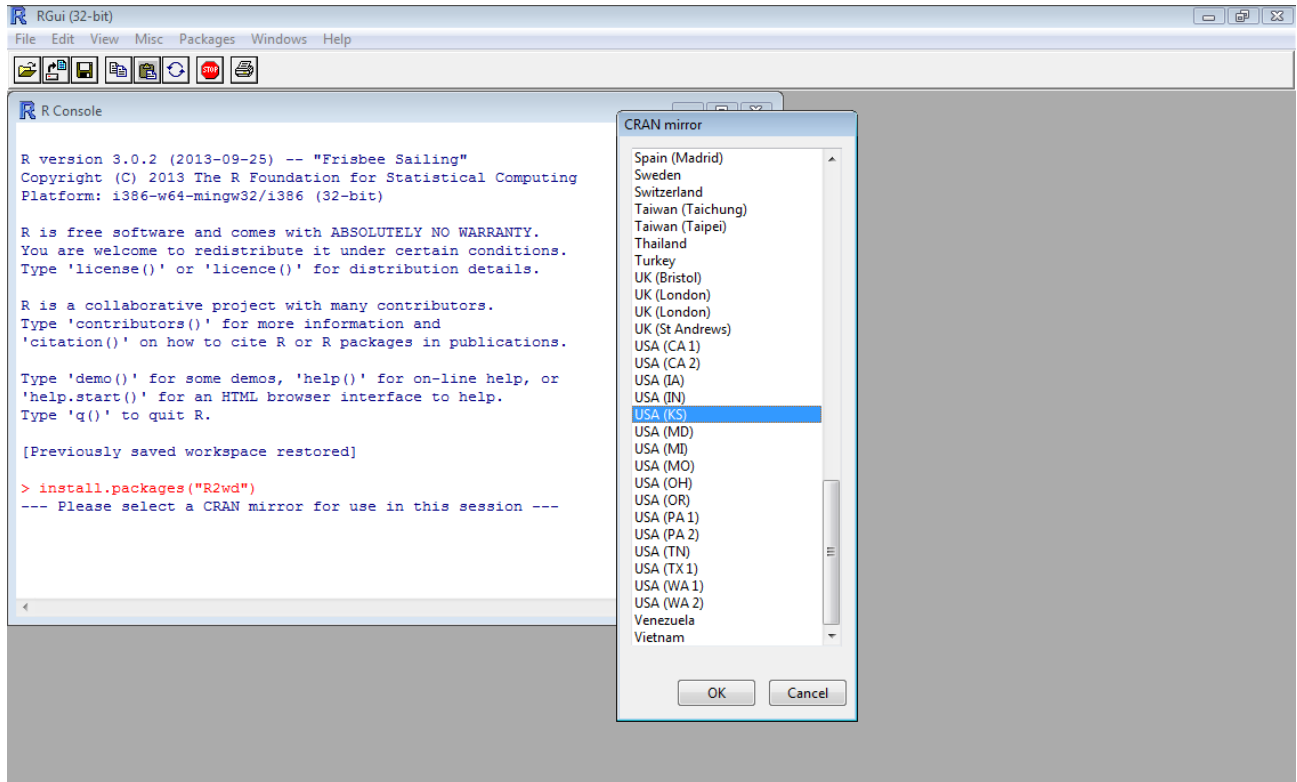 RGui (32-bit)
File Edit View Misc Packages Windows Help
STOP
R Console
R version 3.0.2 (2013-09-25) -- "Frisbee Sailing"
Copyright (C) 2013 The R Foundation for Statistical Computing
Platform: i386-w64-mingw32/i386 (32-bit)
R is free software and comes with ABSOLUTELY NO WARRANTY.
You are welcome to redistribute it under certain conditions.
Type 'license()' or 'licence()' for distribution details.
R is a collaborative project with many contributors.
Type 'contributors()' for more information and
'citation()' on how to cite R or R packages in publications.
Type 'demo()' for some demos, 'help()' for on-line help, or
'help.start()' for an HTML browser interface to help.
Type 'q()' to quit R.
[Previously saved workspace restored]
> install.packages("R2wd")
--- Please select a CRAN mirror for use in this session ---
CRAN mirror
Spain (Madrid)
Sweden
Switzerland
Taiwan (Taichung)
Taiwan (Taipei)
Thailand
Turkey
UK (Bristol)
UK (London)
UK (London)
UK (St Andrews)
USA (CA 1)
USA (CA 2)
USA (IA)
USA (IN)
USA (KS)
USA (MD)
USA (MI)
USA (MO)
USA (OH)
USA (OR)
USA (PA 1)
USA (PA 2)
USA (TN)
USA (TX 1)
USA (WA 1)
USA (WA 2)
Venezuela
Vietnam
OK Cancel